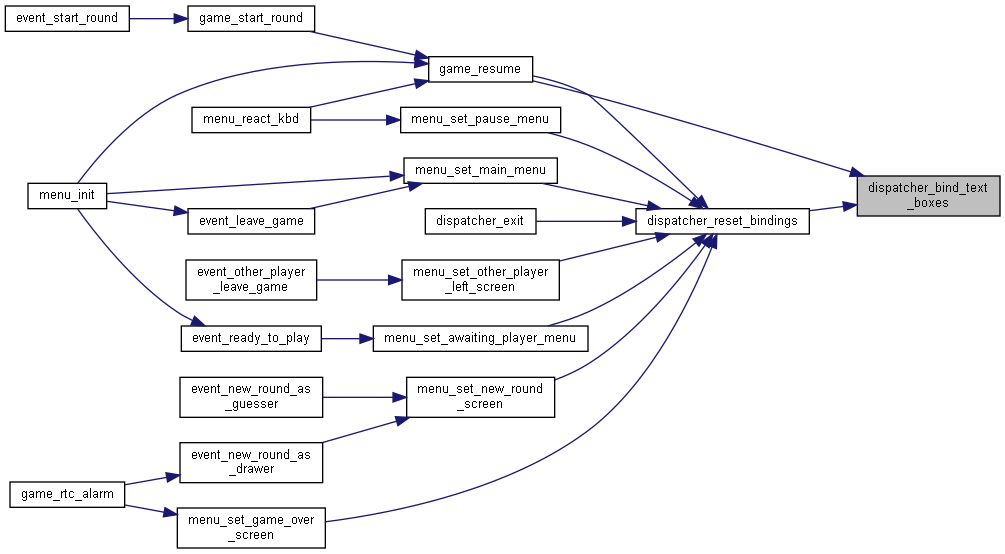 event_start_round
game_start_round
game_resume
menu_react_kbd
menu_set_pause_menu
menu_set_main_menu
dispatcher_bind_text
_boxes
menu_init
event_leave_game
dispatcher_exit
dispatcher_reset_bindings
event_other_player
_leave_game
menu_set_other_player
_left_screen
event_ready_to_play
menu_set_awaiting_player_menu
event_new_round_as
_guesser
menu_set_new_round
_screen
event_new_round_as
_drawer
game_rtc_alarm
menu_set_game_over
_screen